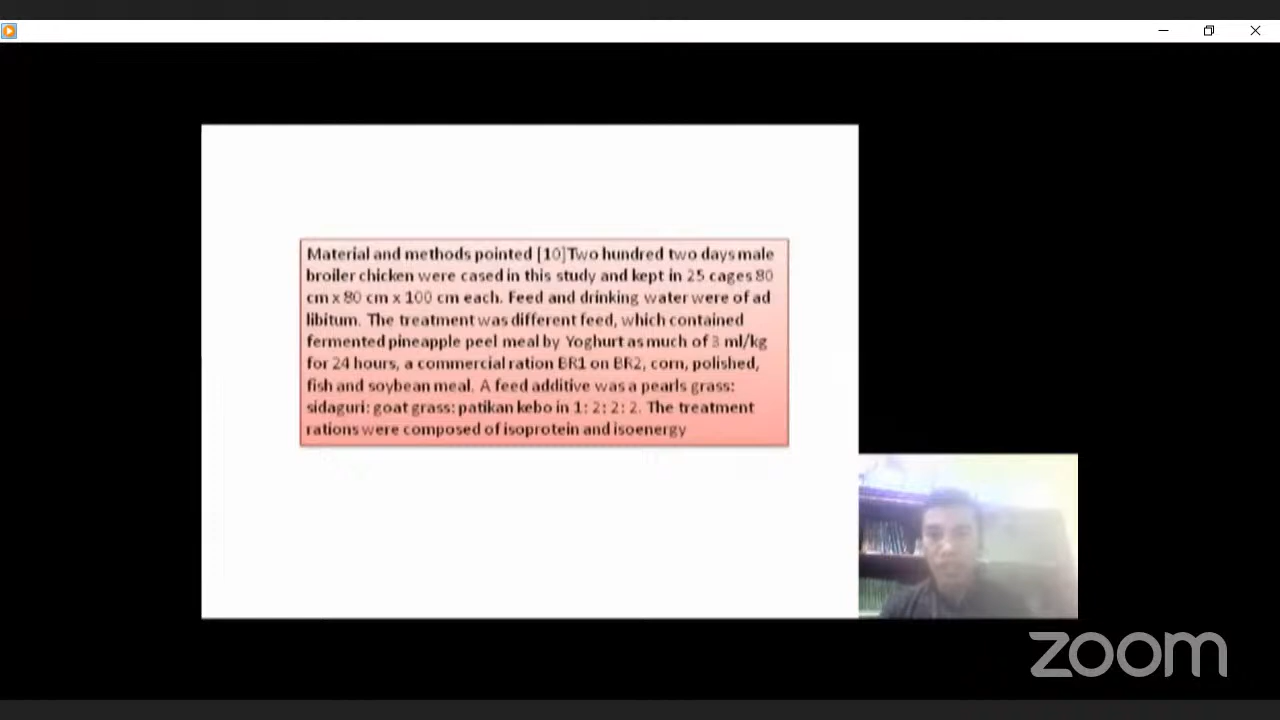 Material and methods pointed [10]Two hundred two days male
broiler chicken were cased in this study and kept in 25 cages 80
cm x 80 cm x 100 cm each. Feed and drinking water were of ad
libitum. The treatment was different feed, which contained
fermented pineapple peel meal by Yoghurt as much of 3 ml/kg
for 24 hours, a commercial ration BR1 on BR2, corn, polished,
fish and soybean meal. A feed additive was a pearls grass:
sidaguri: goat grass: patikan kebo in 1: 2: 2: 2. The treatment
rations were composed of isoprotein and isoenergy
zoom